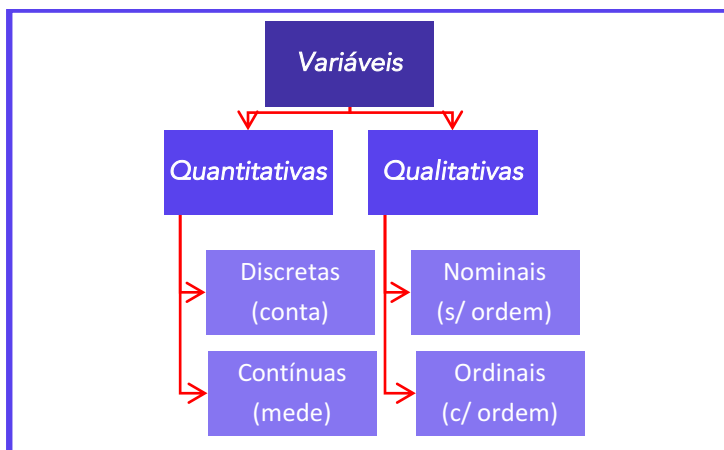 Variáveis
Quantitativas
Qualitativas
Discretas
(conta)
Nominais
(s/ ordem)
Contínuas
(mede)
Ordinais
(c/ ordem)